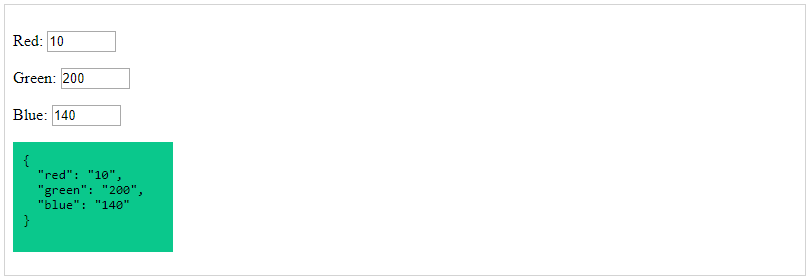 Red: 10
Green: 200
Blue: 140
{
  "red": "10",
  "green": "200",
  "blue": "140"
}